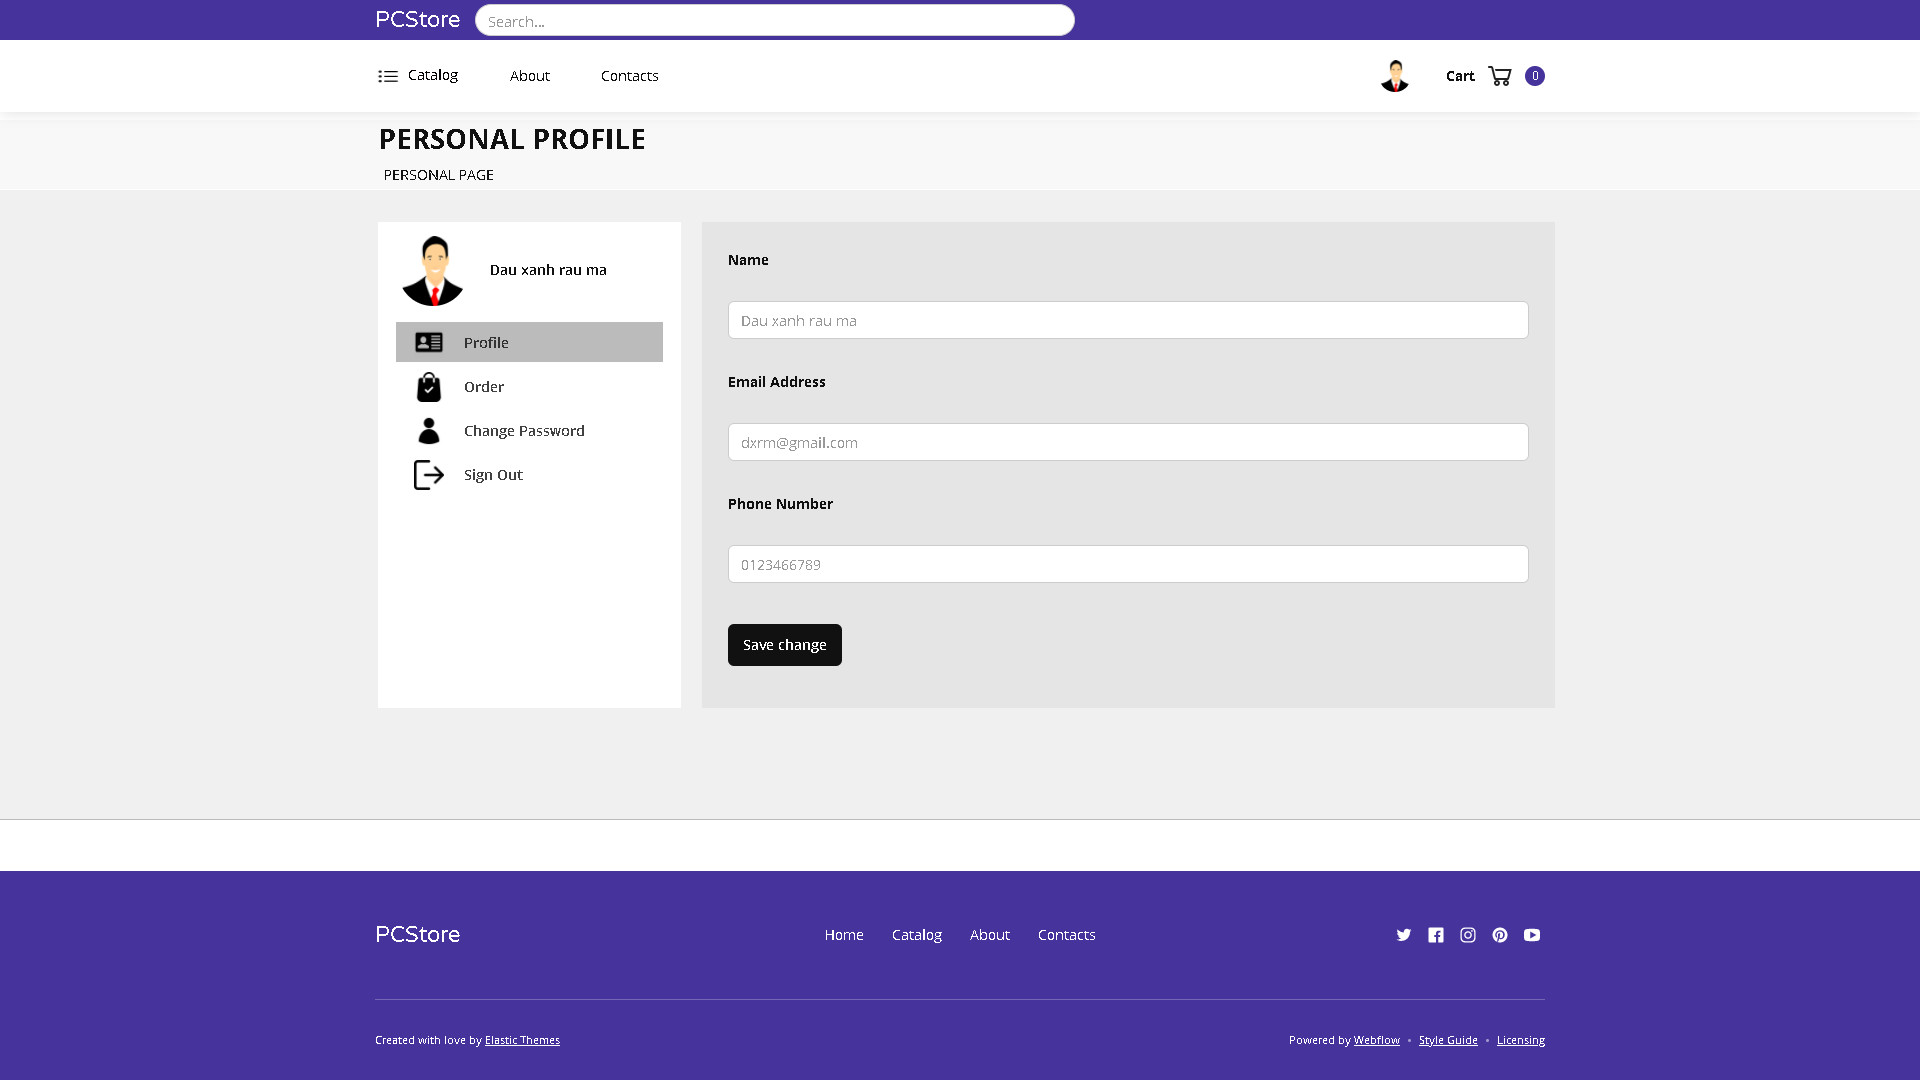 PCStore
Search...
Catalog
About
Contacts
Cart
0
PERSONAL PROFILE
PERSONAL PAGE
Dau xanh rau ma
Profile
Order
Change Password
Sign Out
Name
Dau xanh rau ma
Email Address
dxrm@gmail.com
Phone Number
0123466789
Save change
PCStore
Home
Catalog
About
Contacts
Created with love by Elastic Themes
Powered by Webflow • Style Guide • Licensing